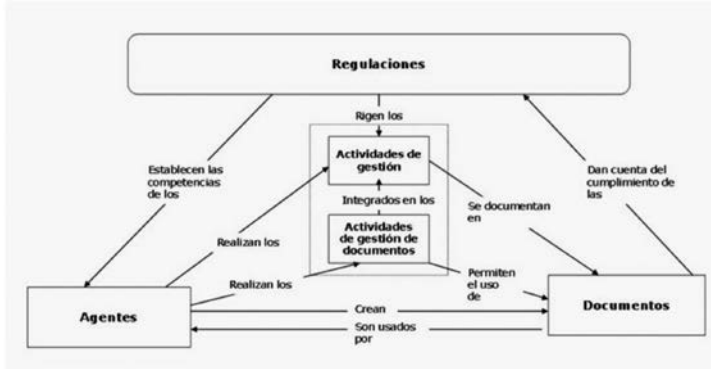 Regulaciones
Rigen los
Establecen las
competencias
de los
Actividades de
gestión
Dan cuenta del
cumplimiento de
las
Integrados en los
Se documentan
en
Actividades
de gestión de
documentos
Realizan los
Realizan los
Permiten
el uso
de
Agentes
Crean
Documentos
Son usados
por